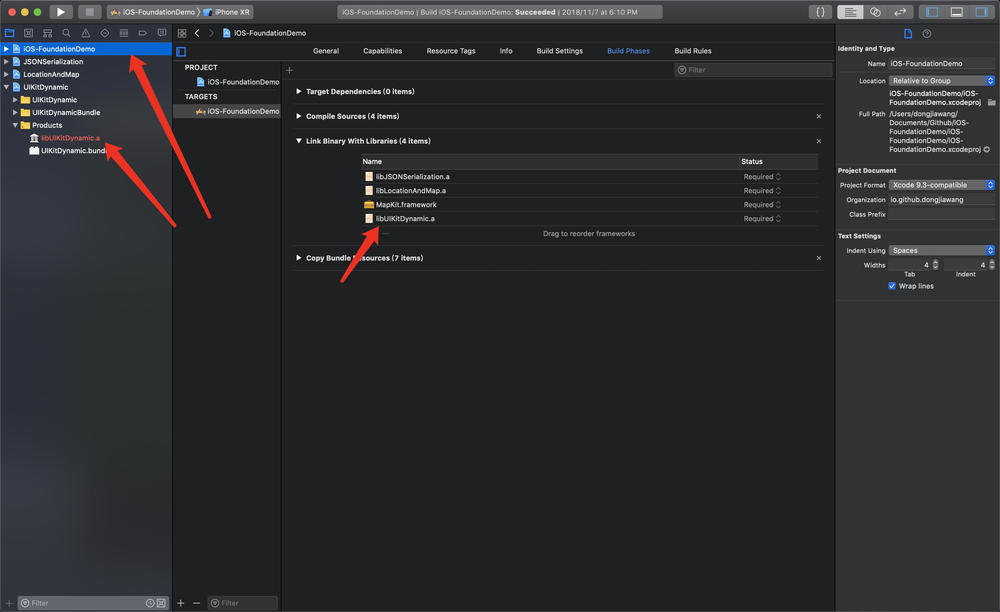 iOS-FoundationDemo
iPhone XR
iOS-FoundationDemo | Build iOS-FoundationDemo: Succeeded | 2018/11/7 at 6:10 PM
iOS-FoundationDemo
JSONSerialization
LocationAndMap
UIKitDynamic
UIKitDynamic
UIKitDynamicBundle
Products
libUIKitDynamic.a
Filter
iOS-FoundationDemo
General
Capabilities
Resource Tags
Info
Build Settings
Build Phases
Build Rules
PROJECT
iOS-FoundationDemo
TARGETS
iOS-FoundationDemo
Filter
Filter
Target Dependencies (0 items)
Compile Sources (4 items)
Link Binary With Libraries (4 items)
Name
Status
libJSONSerialization.a
Required
libLocationAndMap.a
Required
MapKit.framework
Required
libUIKitDynamic.a
Required
Drag to reorder frameworks
Copy Bundle Resources (7 items)
Identity and Type
Name
iOS-FoundationDemo
Location
Relative to Group
iOS-FoundationDemo/iOS-
FoundationDemo.xcodeproj
Full Path
/Users/dongjiawang/
Documents/Github/iOS-
FoundationDemo/iOS-
FoundationDemo/iOS-
FoundationDemo.xcodeproj
Project Document
Project Format
Xcode 9.3-compatible
Organization
io.github.dongjiawang
Class Prefix
Text Settings
Indent Using
Spaces
Widths
4
4
Tab
Indent
Wrap lines